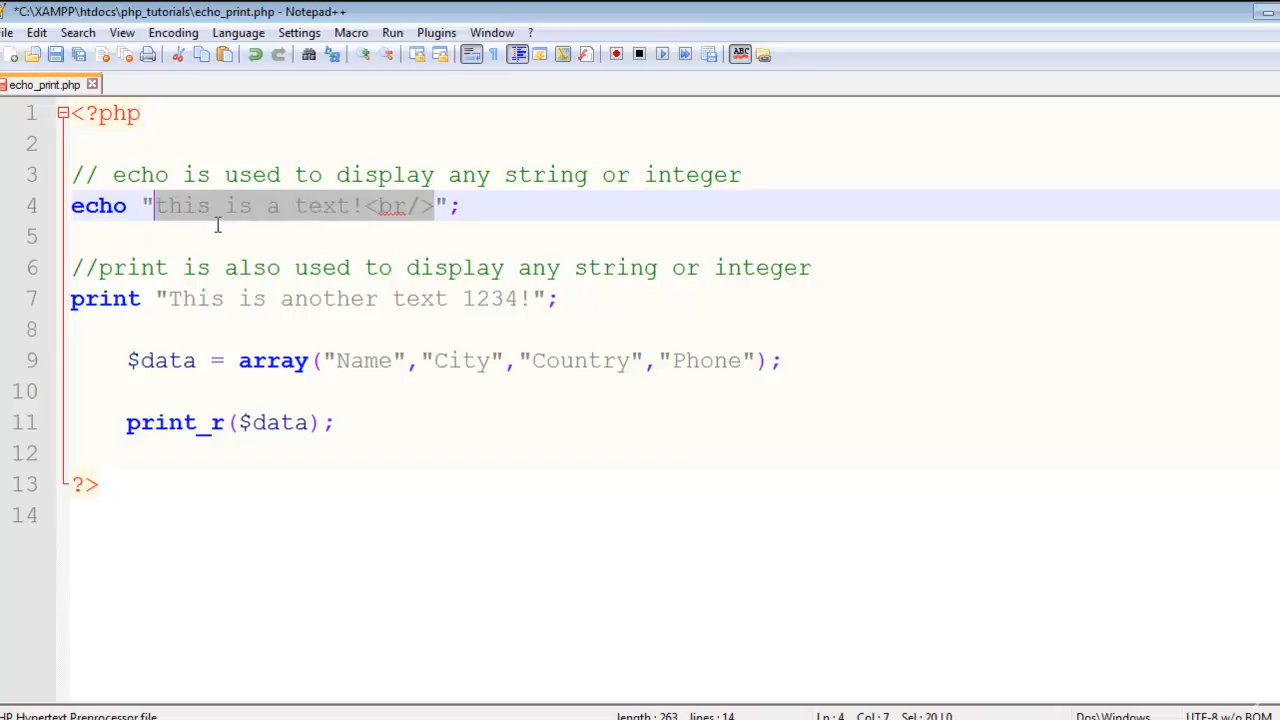 *C:\XAMPP\htdocs\php_tutorials\echo_print.php - Notepad++
File Edit Search View Encoding Language Settings Macro Run Plugins Window ?
echo_print.php
1 <?php
2
3 // echo is used to display any string or integer
4 echo "this is a text!<br/>";
5
6 //print is also used to display any string or integer
7 print "This is another text 1234!";
8
9 $data = array("Name","City","Country","Phone");
10
11 print_r($data);
12
13 ?>
14
HP Hypertext Preprocessor file length : 263 lines : 14 Ln : 4 Col : 7 Sel : 20 | 0 Dos\Windows UTF-8 w/o BOM